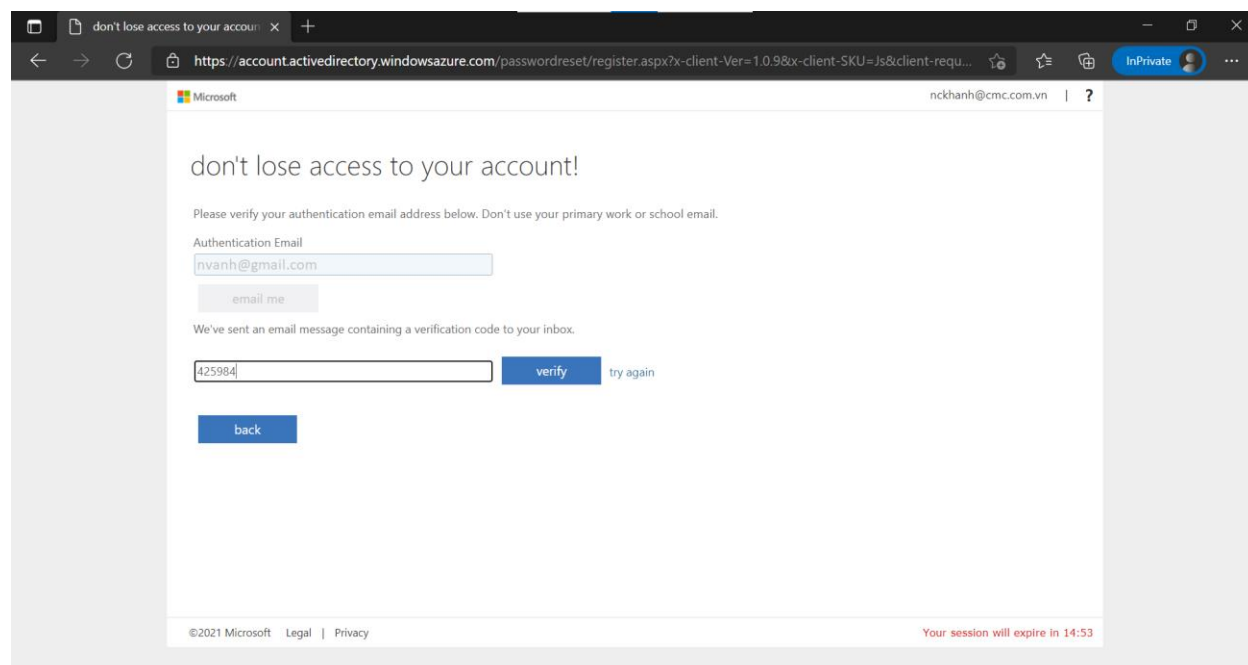 don't lose access to your accoun
https://account.activedirectory.windowsazure.com/passwordreset/register.aspx?x-client-Ver=1.0.9&x-client-SKU=Js&client-requ...
InPrivate
Microsoft
nckhanh@cmc.com.vn | ?
don't lose access to your account!
Please verify your authentication email address below. Don't use your primary work or school email.
Authentication Email
nvanh@gmail.com
email me
We've sent an email message containing a verification code to your inbox.
425984
verify
try again
back
©2021 Microsoft Legal | Privacy
Your session will expire in 14:53